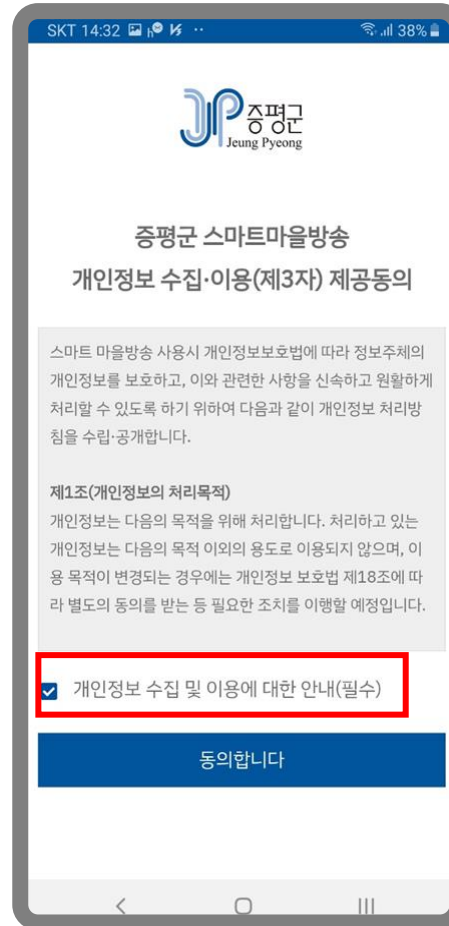 SKT 14:32
38%
증평군
Jeung Pyeong
증평군 스마트마을방송
개인정보 수집·이용(제3자) 제공동의
스마트 마을방송 사용시 개인정보보호법에 따라 정보주체의
개인정보를 보호하고, 이와 관련한 사항을 신속하고 원활하게
처리할 수 있도록 하기 위하여 다음과 같이 개인정보 처리방
침을 수립·공개합니다.
제1조(개인정보의 처리목적)
개인정보는 다음의 목적을 위해 처리합니다. 처리하고 있는
개인정보는 다음의 목적 이외의 용도로 이용되지 않으며, 이
용 목적이 변경되는 경우에는 개인정보 보호법 제18조에 따
라 별도의 동의를 받는 등 필요한 조치를 이행할 예정입니다.
개인정보 수집 및 이용에 대한 안내(필수)
동의합니다